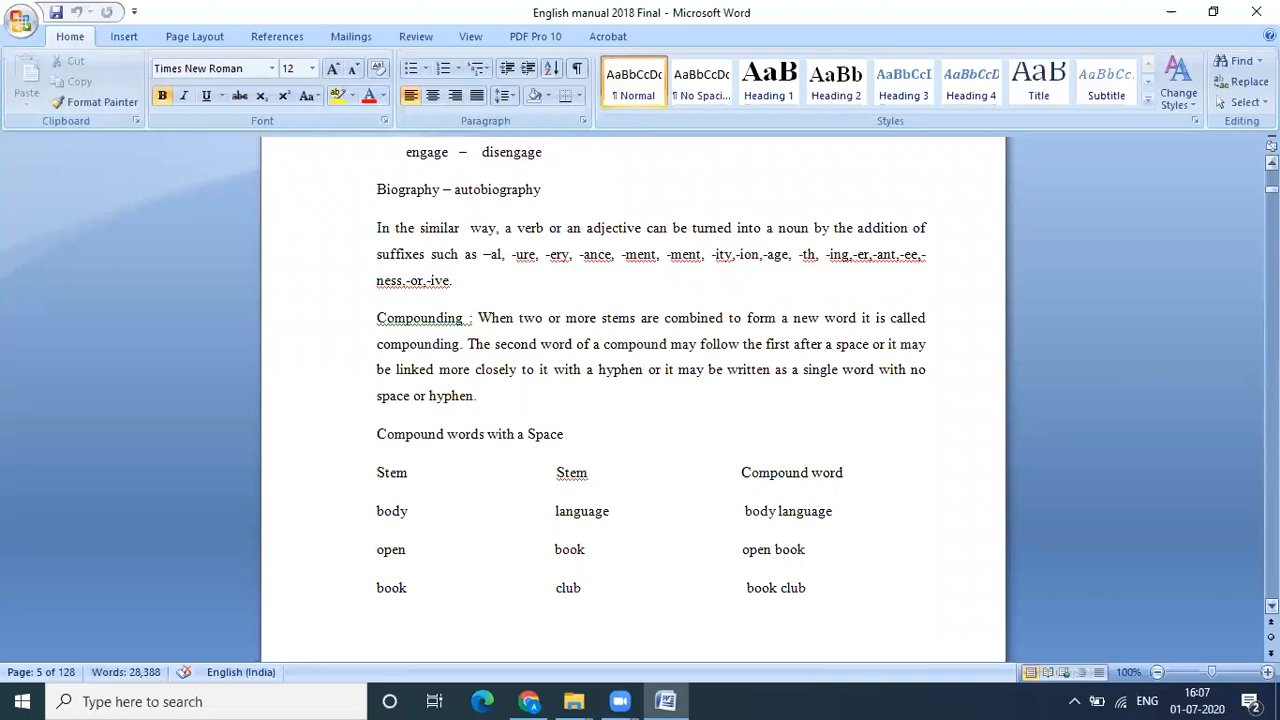 English manual 2018 Final - Microsoft Word
Home Insert Page Layout References Mailings Review View PDF Pro 10 Acrobat
Paste
Cut
Copy
Format Painter
Clipboard
Times New Roman 12
Font
Paragraph
AaBbCcDc AaBbCcDc AaB AaBb AaBbCcI AaBbCcD AaB AaBbCc.
¶ Normal ¶ No Spaci... Heading 1 Heading 2 Heading 3 Heading 4 Title Subtitle
Styles
Change Styles
Find
Replace
Select
Editing
engage – disengage
Biography – autobiography
In the similar way, a verb or an adjective can be turned into a noun by the addition of
suffixes such as –al, -ure, -ery, -ance, -ment, -ment, -ity,-ion,-age, -th, -ing,-er,-ant,-ee,-
ness,-or,-ive.
Compounding : When two or more stems are combined to form a new word it is called
compounding. The second word of a compound may follow the first after a space or it may
be linked more closely to it with a hyphen or it may be written as a single word with no
space or hyphen.
Compound words with a Space
Stem Stem Compound word
body language body language
open book open book
book club book club
Page: 5 of 128 Words: 28,388 English (India) 100%
Type here to search
ENG
16:07
01-07-2020
2